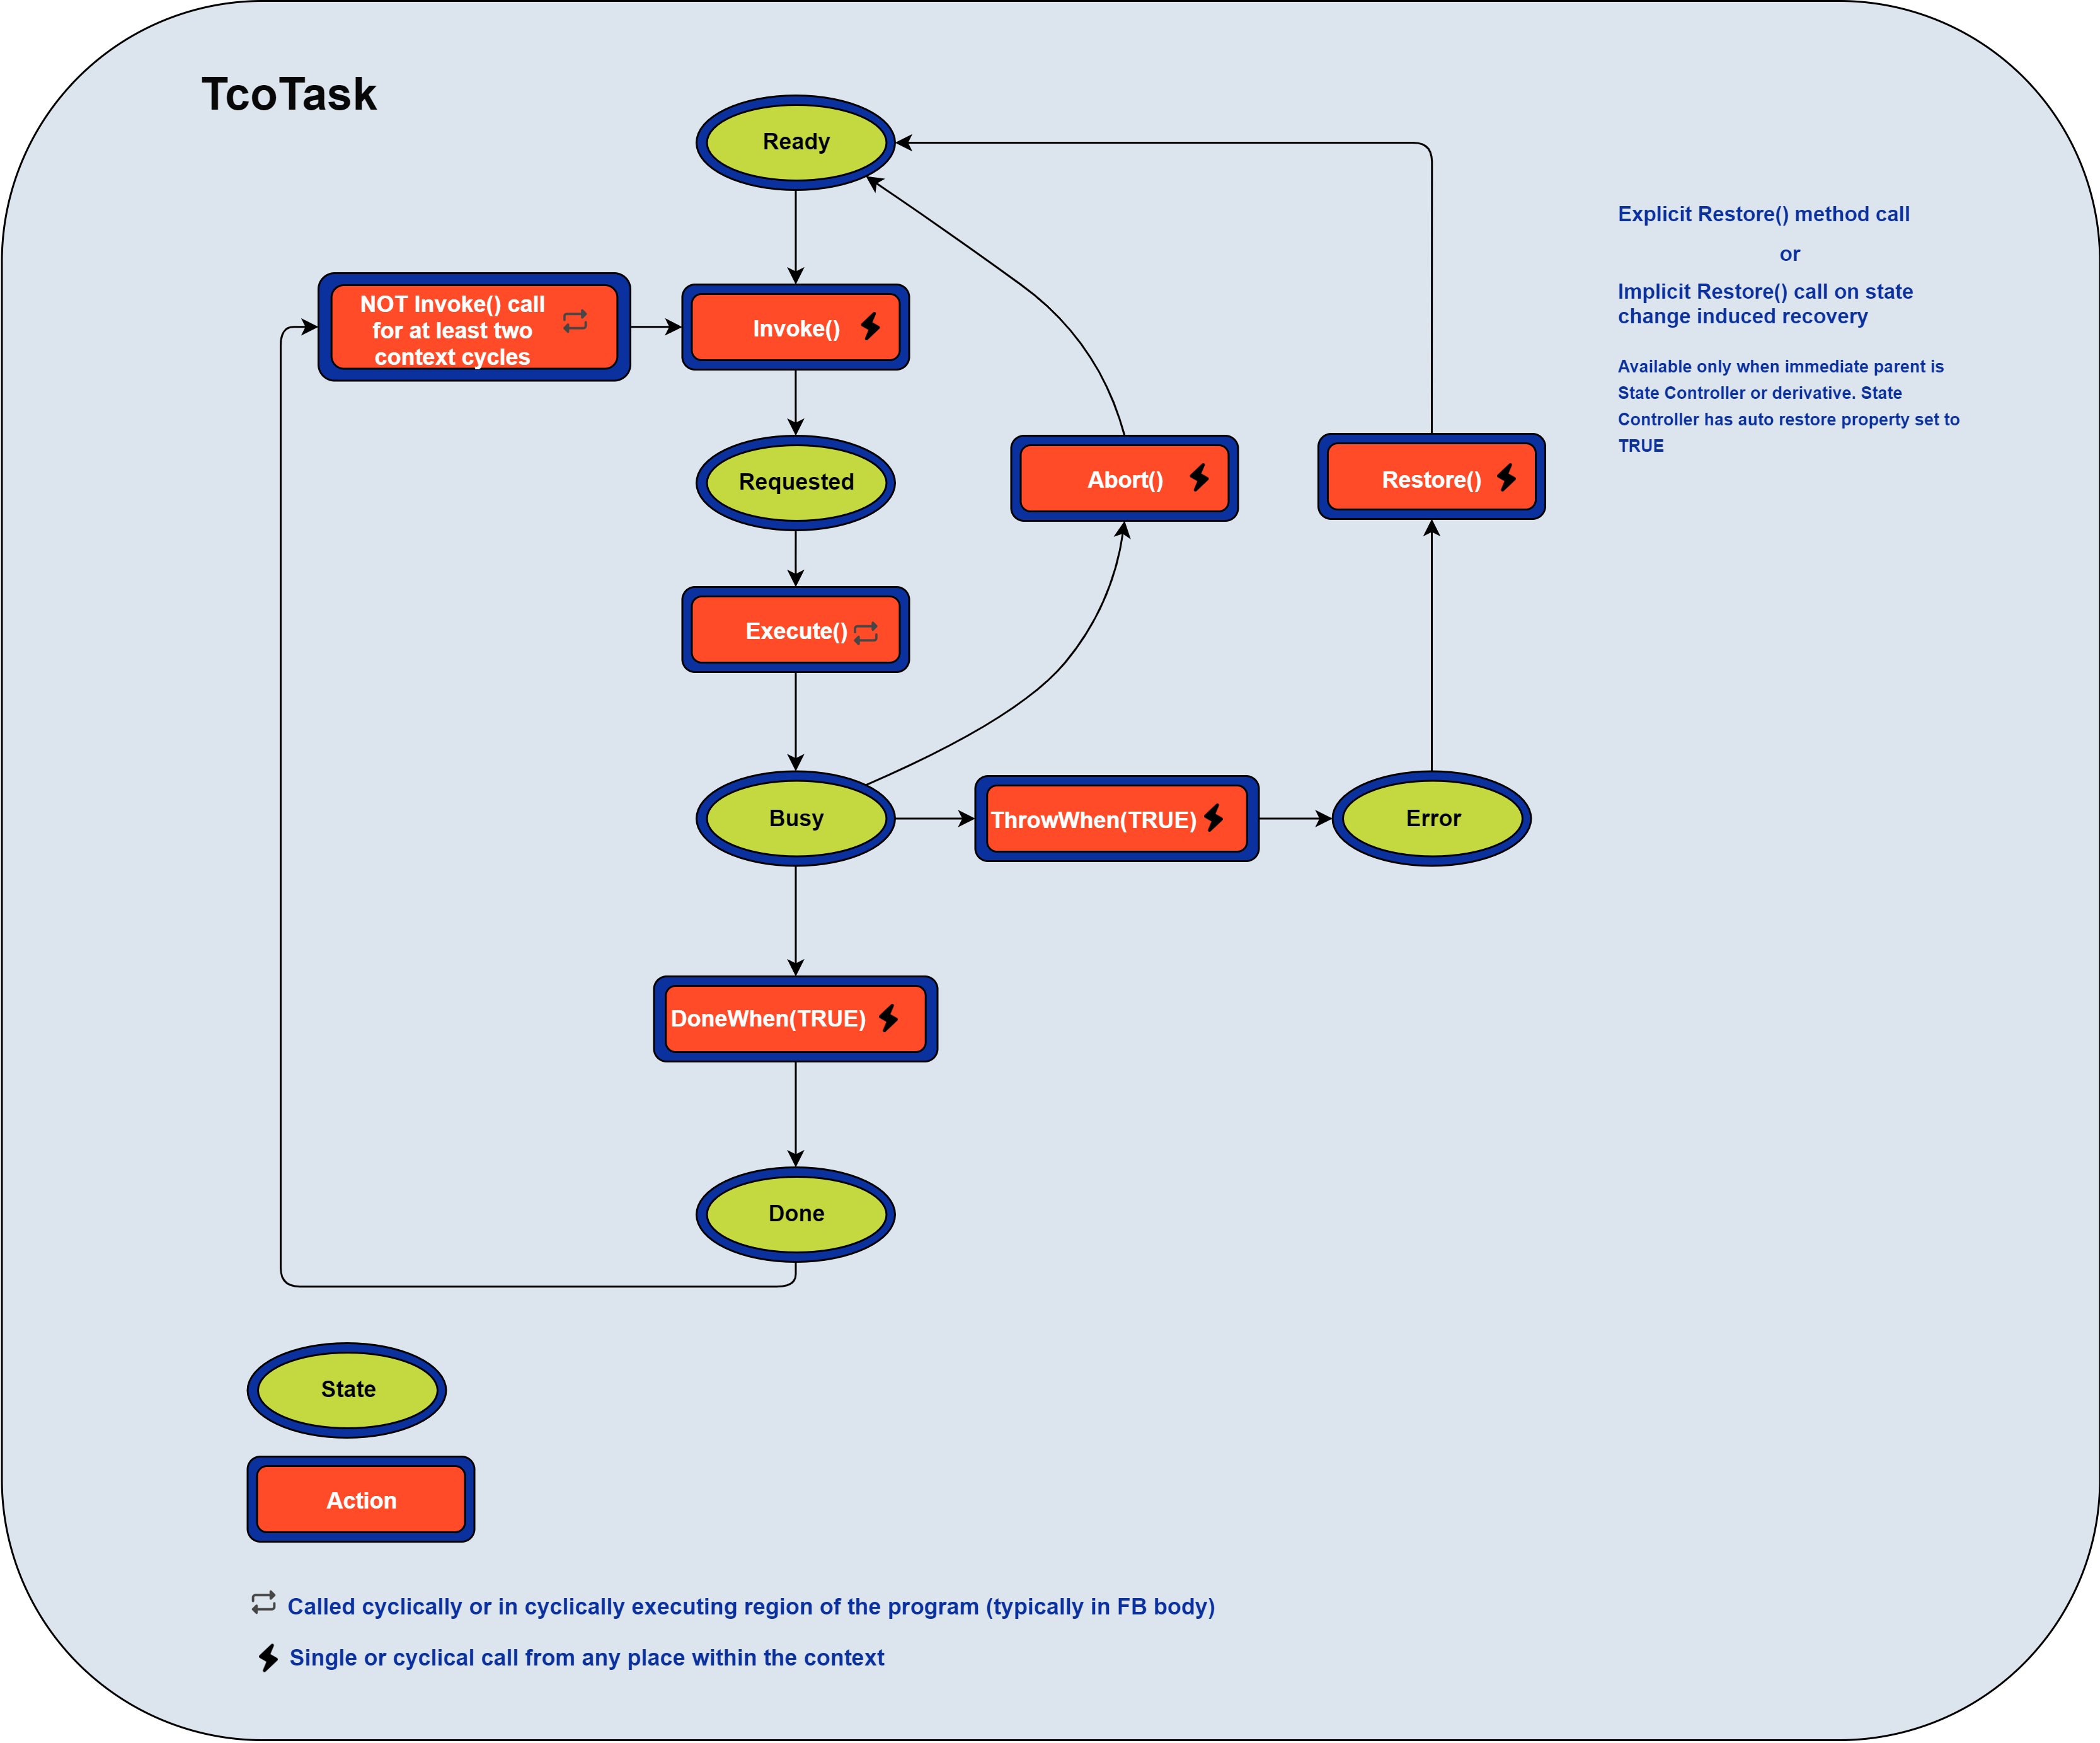 TcoTask
Ready
Explicit Restore() method call
or
Implicit Restore() call on state
change induced recovery
Available only when immediate parent is
State Controller or derivative. State
Controller has auto restore property set to
TRUE
NOT Invoke() call
for at least two
context cycles
Invoke()
Requested
Abort()
Restore()
Execute()
Busy
ThrowWhen(TRUE)
Error
DoneWhen(TRUE)
Done
State
Action
Called cyclically or in cyclically executing region of the program (typically in FB body)
Single or cyclical call from any place within the context